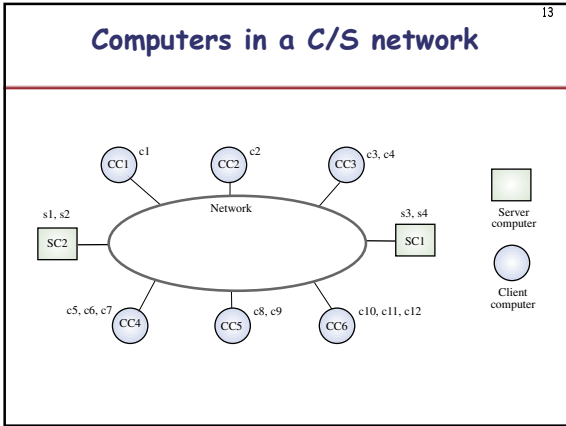 13
Computers in a C/S network
c1
c2
c3, c4
CC1
CC2
CC3
Network
s1, s2
s3, s4
SC2
SC1
Server
computer
c5, c6, c7
c8, c9
c10, c11, c12
CC4
CC5
CC6
Client
computer